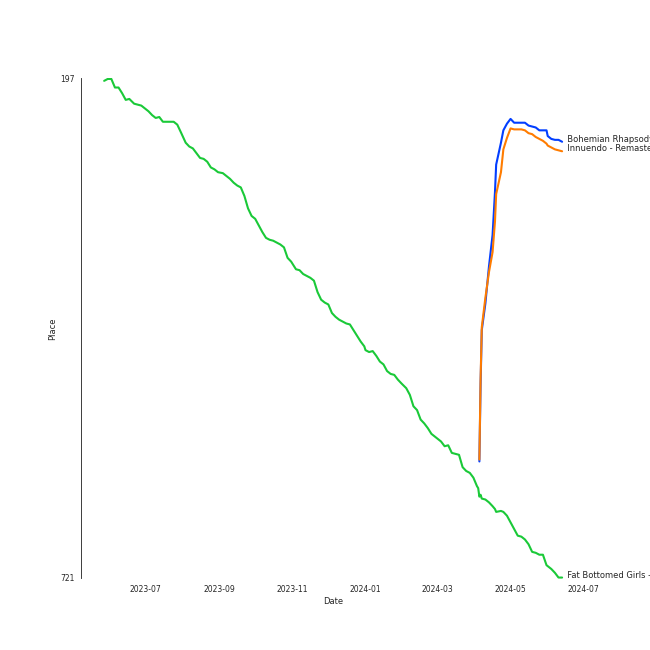 197
Bohemian Rhapsody
Innuendo - Remaste
Place
721
Fat Bottomed Girls -
2023-07 2023-09 2023-11 2024-01 2024-03 2024-05 2024-07
Date